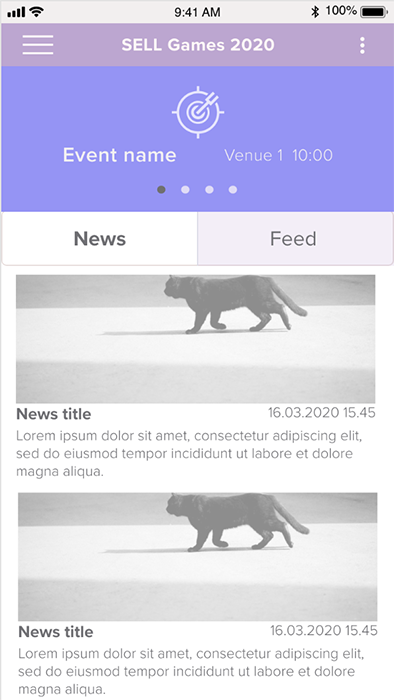 9:41 AM 100%
SELL Games 2020
Event name Venue 1 10:00
News Feed
News title 16.03.2020 15.45
Lorem ipsum dolor sit amet, consectetur adipiscing elit,
sed do eiusmod tempor incididunt ut labore et dolore
magna aliqua.
News title 16.03.2020 15.45
Lorem ipsum dolor sit amet, consectetur adipiscing elit,
sed do eiusmod tempor incididunt ut labore et dolore
magna aliqua.